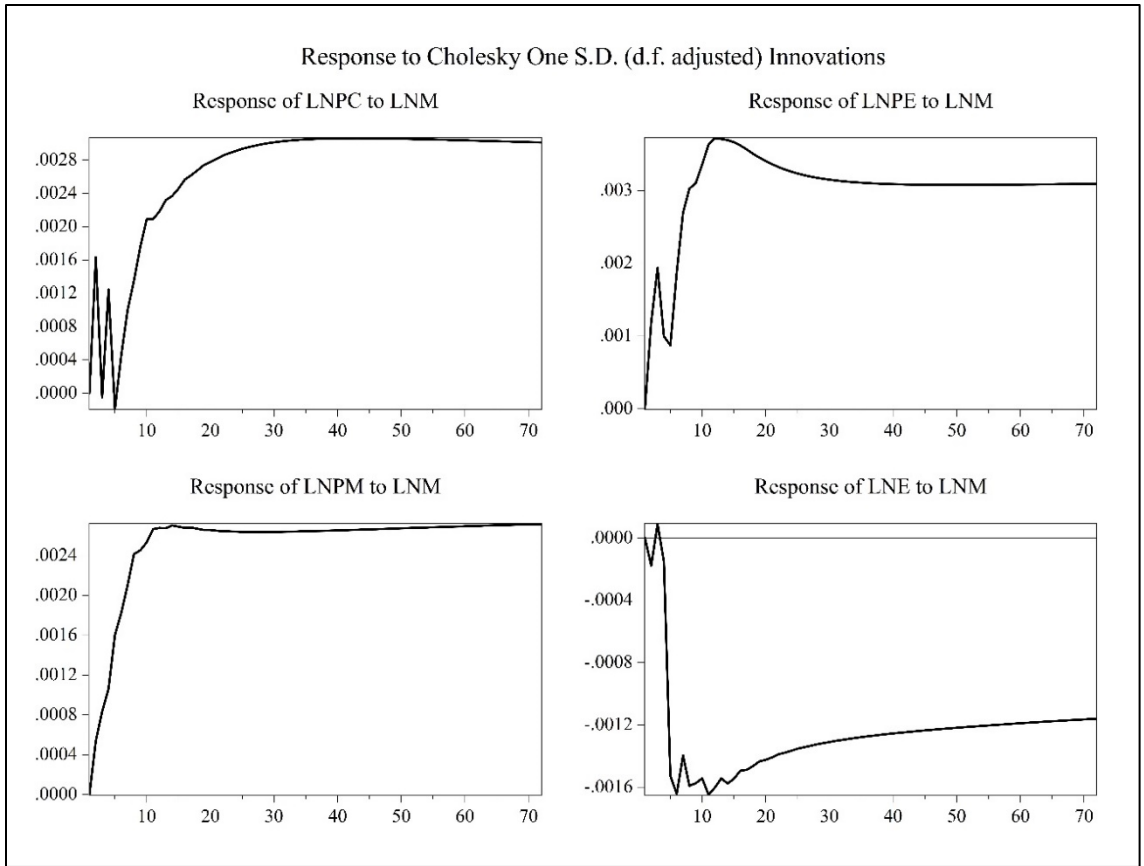 Response to Cholesky One S.D. (d.f. adjusted) Innovations
Response of LNPC to LNM
.0028
.0024
.0020
.0016
.0012
.0008
.0004
.0000
10 20 30 40 50 60 70
Response of LNPE to LNM
.003
.002
.001
.000
10 20 30 40 50 60 70
Response of LNPM to LNM
.0024
.0020
.0016
.0012
.0008
.0004
.0000
10 20 30 40 50 60 70
Response of LNE to LNM
.0000
-.0004
-.0008
-.0012
-.0016
10 20 30 40 50 60 70